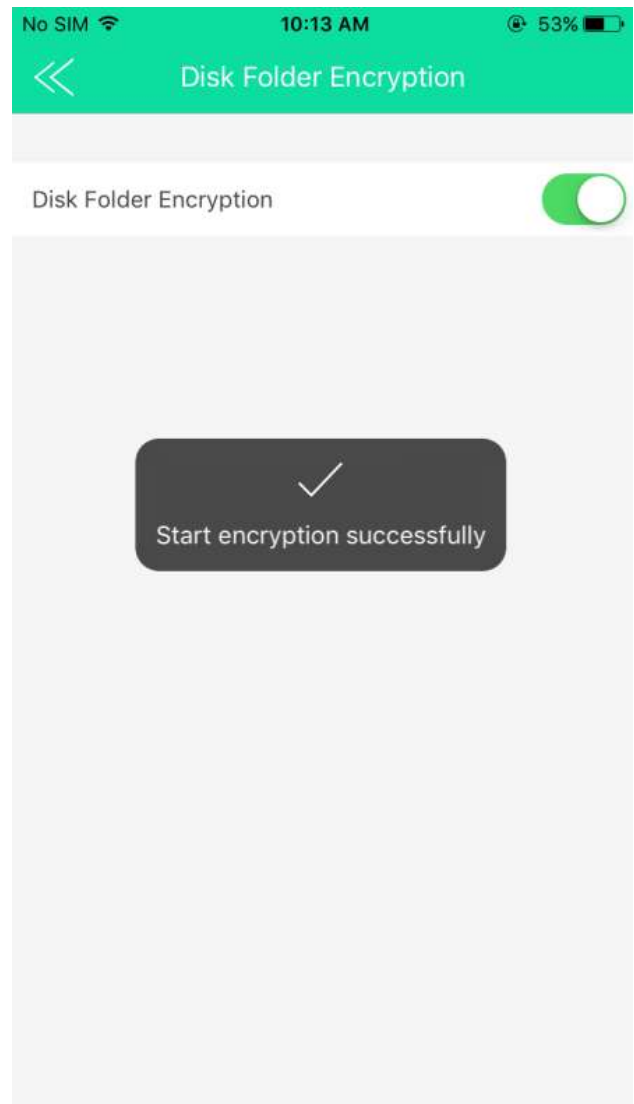 No SIM 10:13 AM 53%
Disk Folder Encryption
Disk Folder Encryption
Start encryption successfully